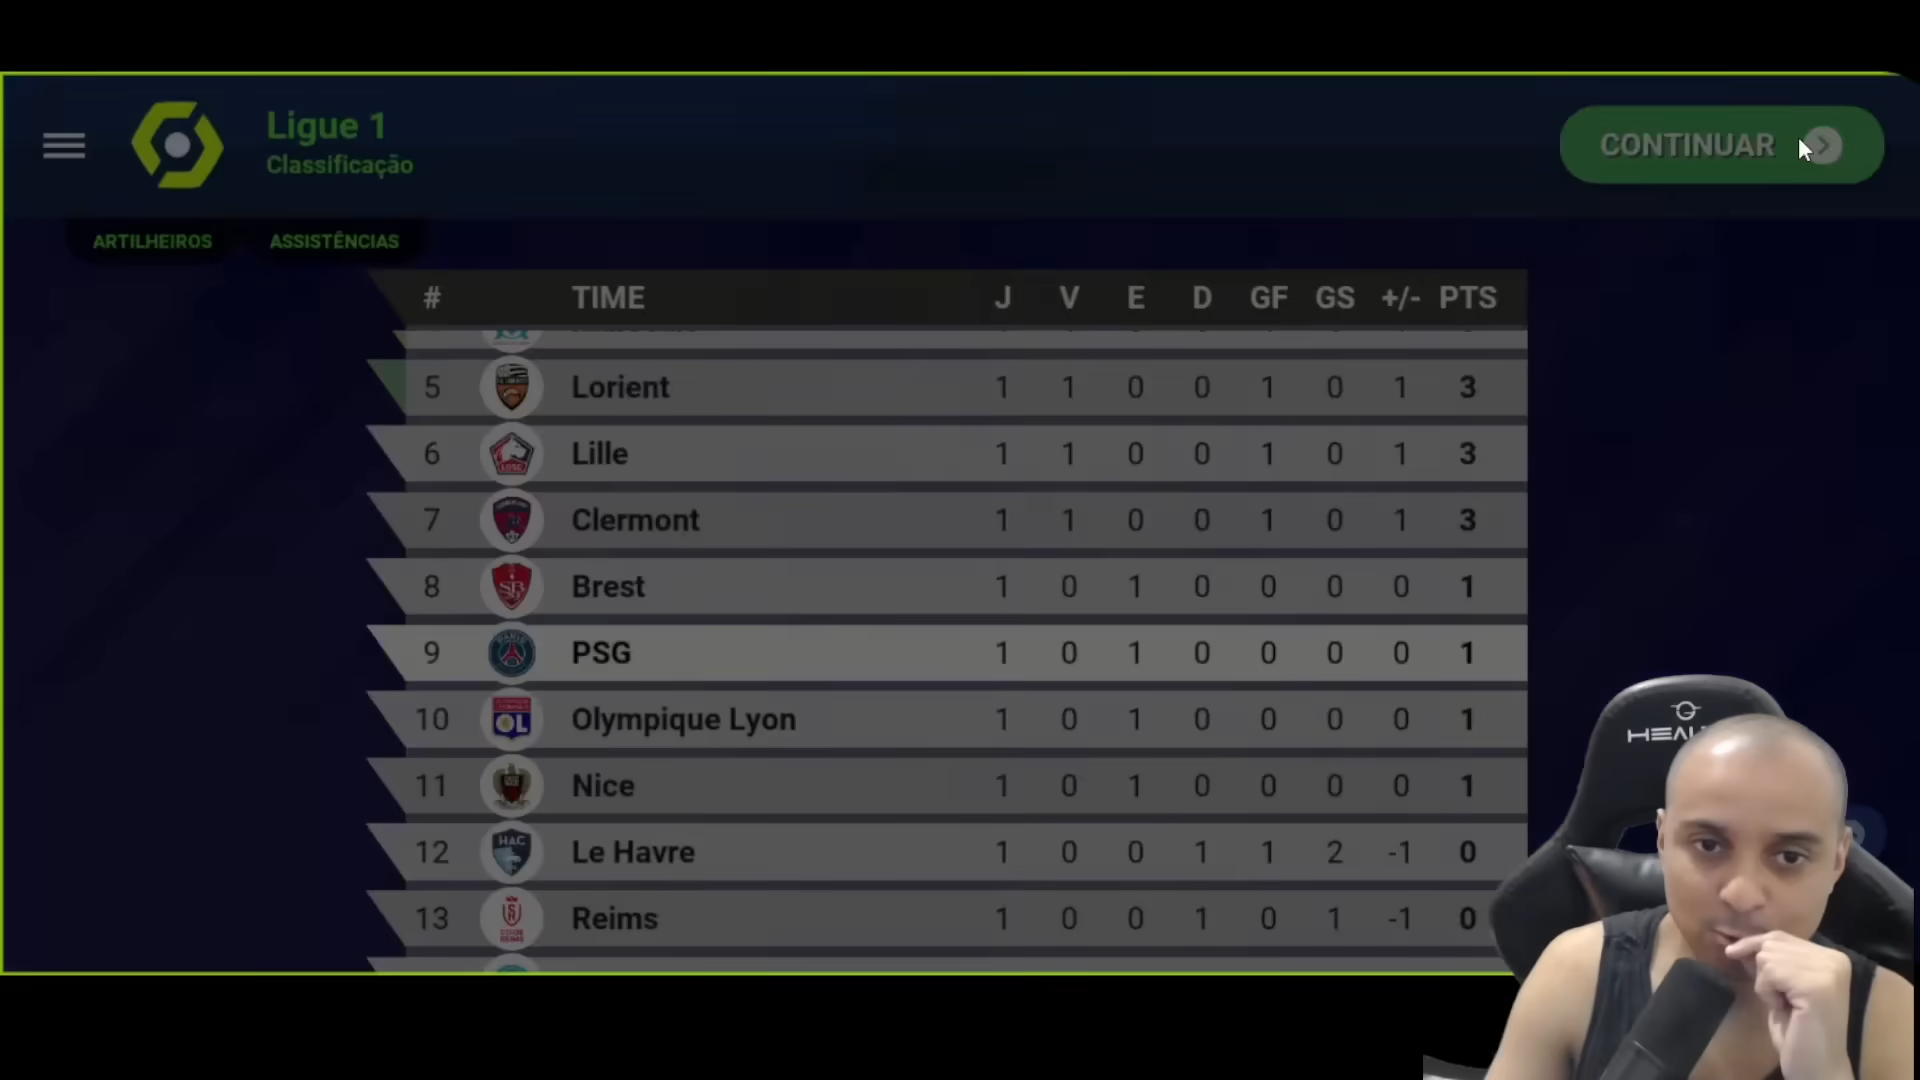 Ligue 1
Classificação
CONTINUAR
ARTILHEIROS ASSISTÊNCIAS
# TIME J V E D GF GS +/- PTS
5 Lorient 1 1 0 0 1 0 1 3
6 Lille 1 1 0 0 1 0 1 3
7 Clermont 1 1 0 0 1 0 1 3
8 Brest 1 0 1 0 0 0 0 1
9 PSG 1 0 1 0 0 0 0 1
10 Olympique Lyon 1 0 1 0 0 0 0 1
11 Nice 1 0 1 0 0 0 0 1
12 Le Havre 1 0 0 1 1 2 -1 0
13 Reims 1 0 0 1 0 1 -1 0
OL
HAC
LOSC